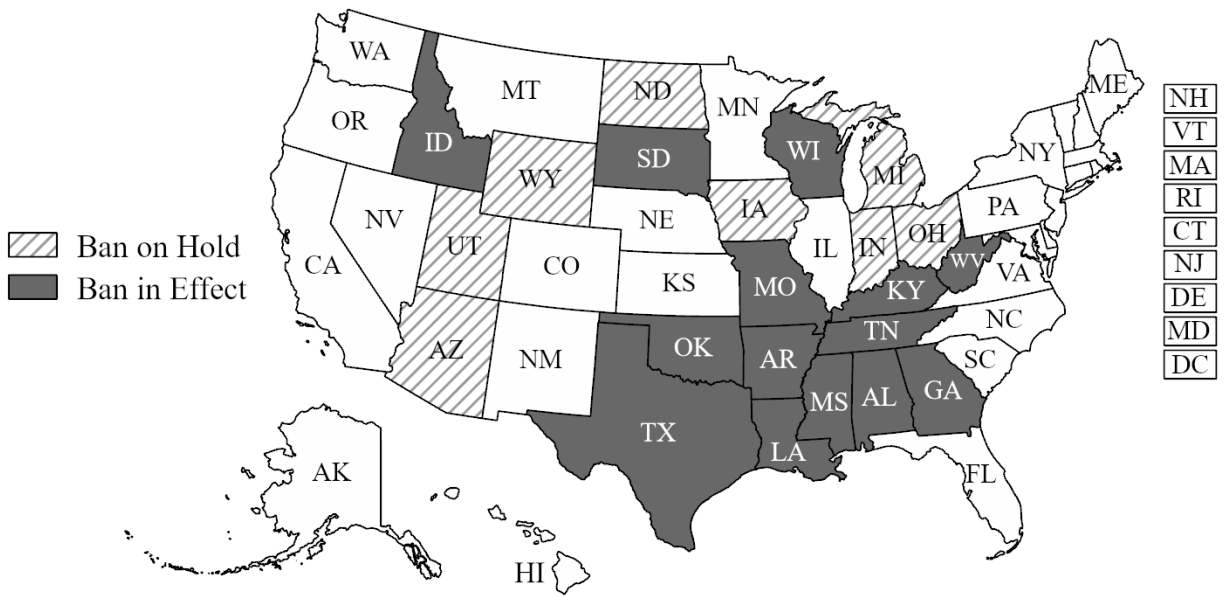 WA
MT
ND
MN
ME
NH
VT
OR
ID
SD
WI
NY
MA
WY
MI
RI
NV
NE
IA
PA
CT
UT
IL
IN
OH
NJ
Ban on Hold
CA
CO
WV
VA
DE
Ban in Effect
KS
MO
KY
MD
AZ
NM
OK
AR
TN
NC
SC
DC
TX
MS
AL
GA
LA
AK
FL
HI